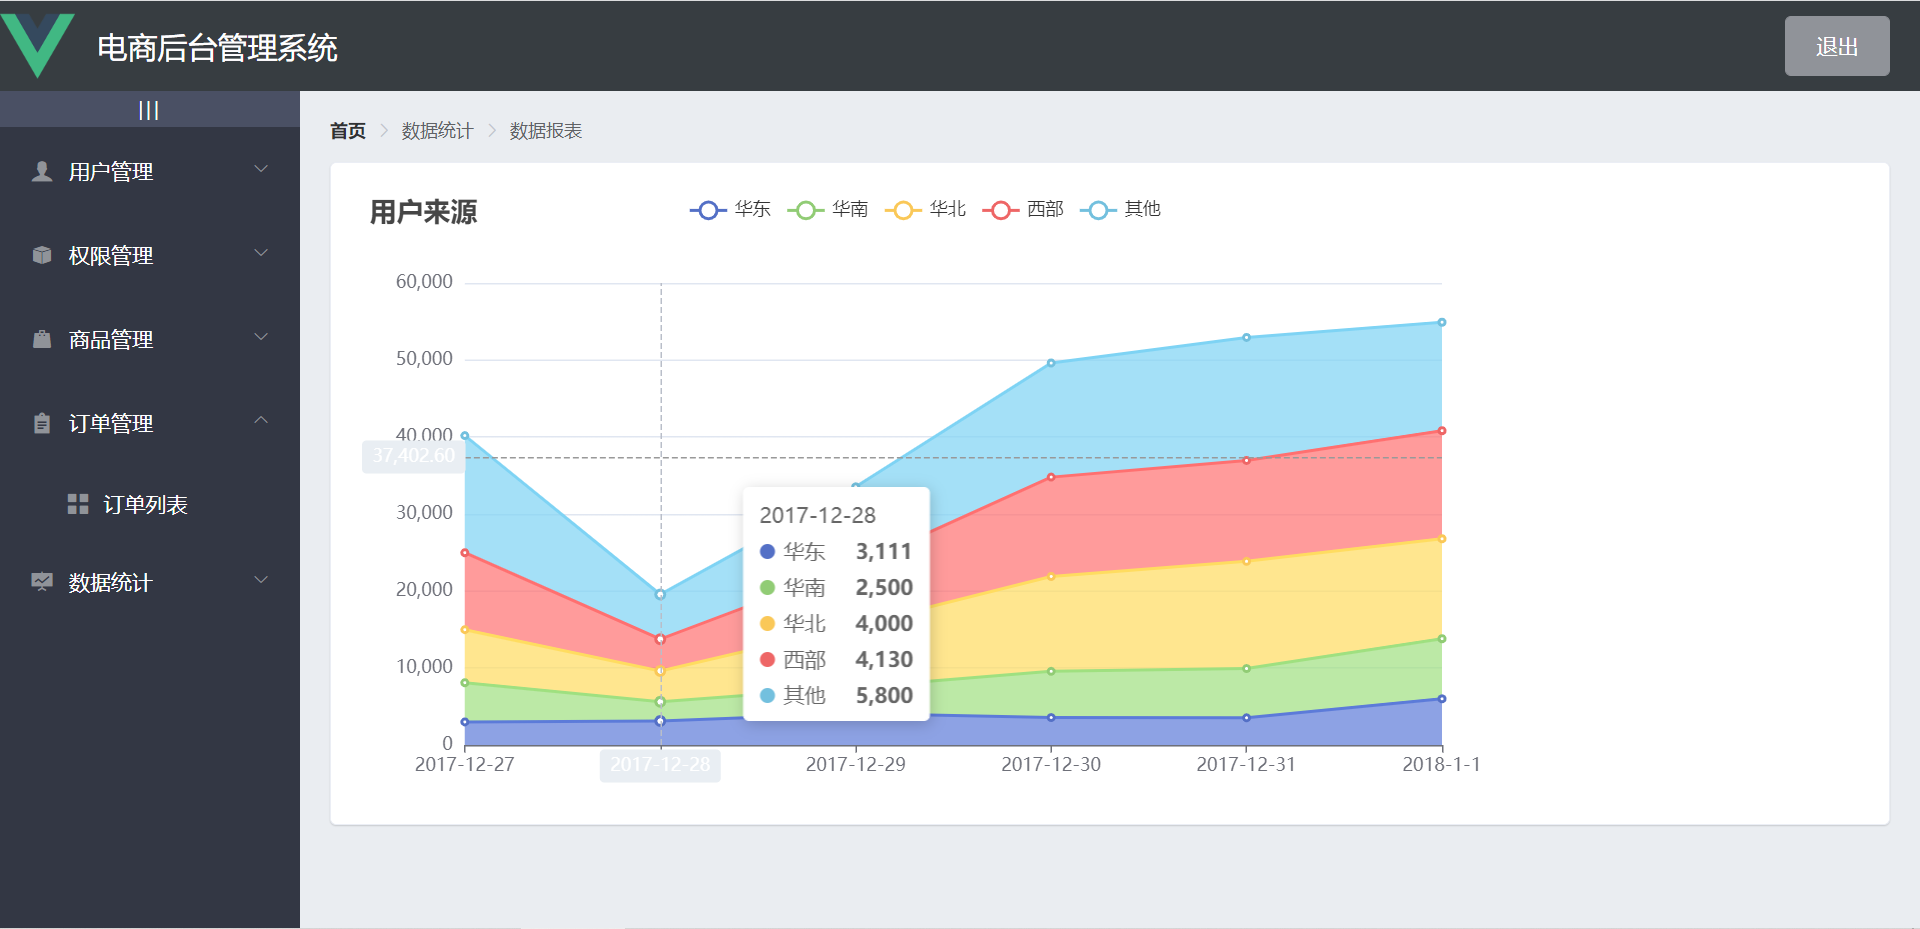 电商后台管理系统
退出
|||
首页 数据统计 数据报表
用户管理
权限管理
商品管理
订单管理
订单列表
数据统计
用户来源
华东 华南 华北 西部 其他
60,000
50,000
40,000
37,402.60
30,000
20,000
10,000
0
2017-12-28
华东 3,111
华南 2,500
华北 4,000
西部 4,130
其他 5,800
2017-12-27 2017-12-28 2017-12-29 2017-12-30 2017-12-31 2018-1-1